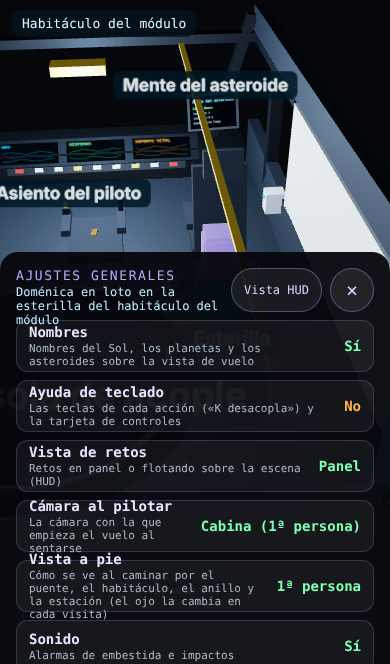 Habitáculo del módulo
Mente del asteroide
Asiento del piloto
AJUSTES GENERALES
Doménica en loto en la
esterilla del habitáculo del
módulo
Vista HUD
×
Nombres
Nombres del Sol, los planetas y los
asteroides sobre la vista de vuelo
Sí
Esterilla
Ayuda de teclado
Las teclas de cada acción («K desacopla») y
la tarjeta de controles
No
Vista de retos
Retos en panel o flotando sobre la escena
(HUD)
Panel
Cámara al pilotar
La cámara con la que
empieza el vuelo al
sentarse
Cabina (1ª persona)
Vista a pie
Cómo se ve al caminar por el
puente, el habitáculo, el anillo y
la estación (el ojo la cambia en
cada visita)
1ª persona
Sonido
Alarmas de embestida e impactos
Sí